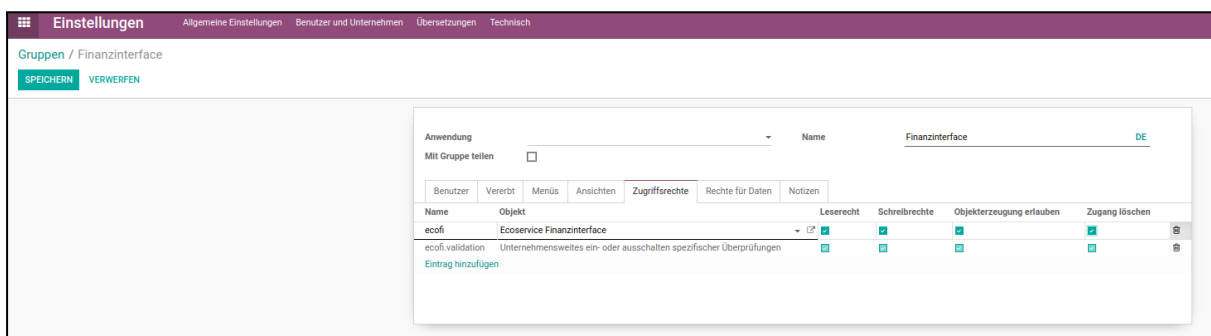 Einstellungen Allgemeine Einstellungen Benutzer und Unternehmen Übersetzungen Technisch
Gruppen / Finanzinterface
SPEICHERN VERWERFEN
Anwendung Name Finanzinterface DE
Mit Gruppe teilen
Benutzer Vererbt Menüs Ansichten Zugriffsrechte Rechte für Daten Notizen
Name Objekt Leserecht Schreibrechte Objekterzeugung erlauben Zugang löschen
ecofi Ecoservice Finanzinterface
ecofi.validation Unternehmensweites ein- oder ausschalten spezifischer Überprüfungen
Eintrag hinzufügen